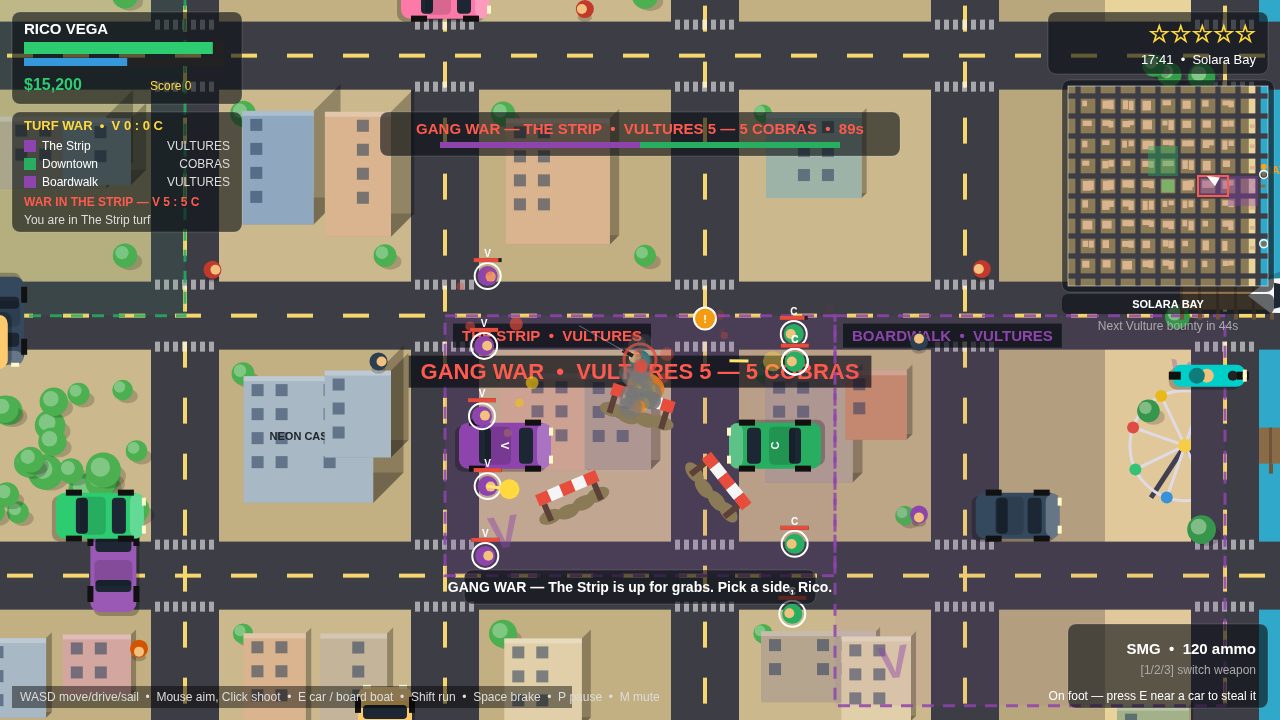 RICO VEGA
$15,200
Score 0
TURF WAR • V 0 : 0 C
The Strip VULTURES
Downtown COBRAS
Boardwalk VULTURES
WAR IN THE STRIP — V 5 : 5 C
You are in The Strip turf
GANG WAR — THE STRIP • VULTURES 5 — 5 COBRAS • 89s
☆☆☆☆☆
17:41 • Solara Bay
SOLARA BAY
Next Vulture bounty in 44s
V
C
!
V
C
STRIP • VULTURES
BOARDWALK • VULTURES
GANG WAR • VULTURES 5 — 5 COBRAS
V
NEON CAS
V
C
V
V
V
C
GANG WAR — The Strip is up for grabs. Pick a side, Rico.
V
SMG • 120 ammo
[1/2/3] switch weapon
On foot — press E near a car to steal it
WASD move/drive/sail • Mouse aim, Click shoot • E car / board boat • Shift run • Space brake • P pause • M mute